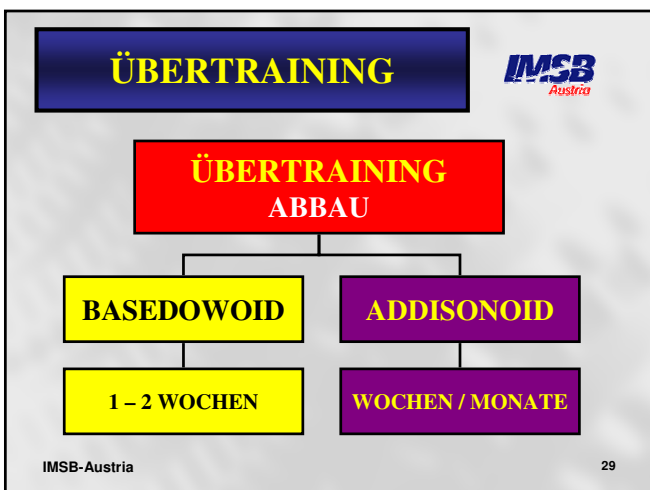 ÜBERTRAINING
IMSB
Austria
ÜBERTRAINING
ABBAU
BASEDOWOID
ADDISONOID
1 – 2 WOCHEN
WOCHEN / MONATE
IMSB-Austria
29